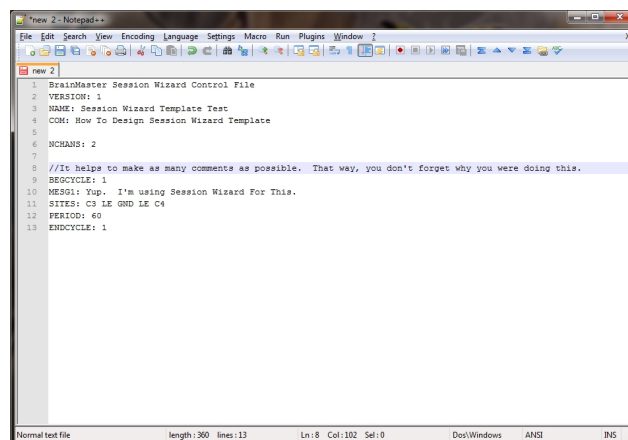 *new 2 - Notepad++
File Edit Search View Encoding Language Settings Macro Run Plugins Window ?
X
new 2
1 BrainMaster Session Wizard Control File
2 VERSION: 1
3 NAME: Session Wizard Template Test
4 COM: How To Design Session Wizard Template
5
6 NCHANS: 2
7
8 //It helps to make as many comments as possible.  That way, you don't forget why you were doing this.
9 BEGCYCLE: 1
10 MESG1: Yup.  I'm using Session Wizard For This.
11 SITES: C3 LE GND LE C4
12 PERIOD: 60
13 ENDCYCLE: 1
Normal text file length : 360 lines : 13 Ln : 8 Col : 102 Sel : 0 Dos\Windows ANSI INS